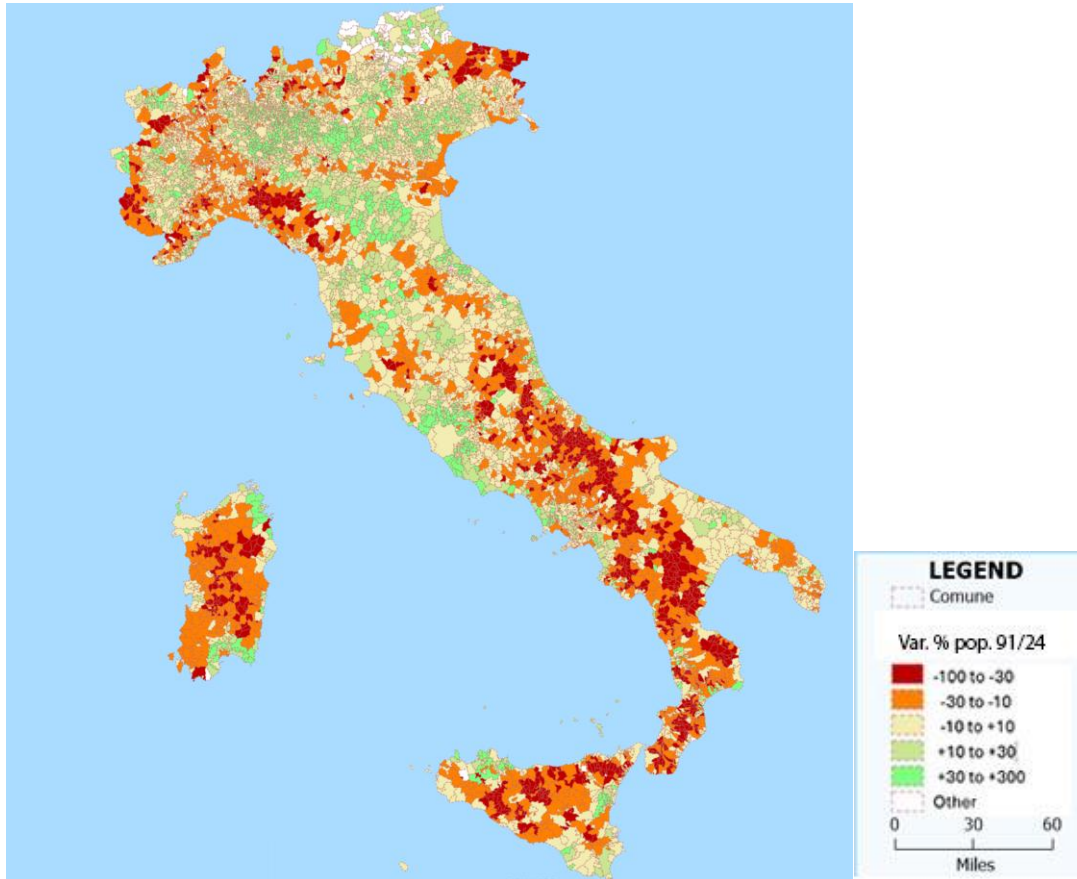 LEGEND
Comune
Var. % pop. 91/24
-100 to -30
-30 to -10
-10 to +10
+10 to +30
+30 to +300
Other
0 30 60
Miles